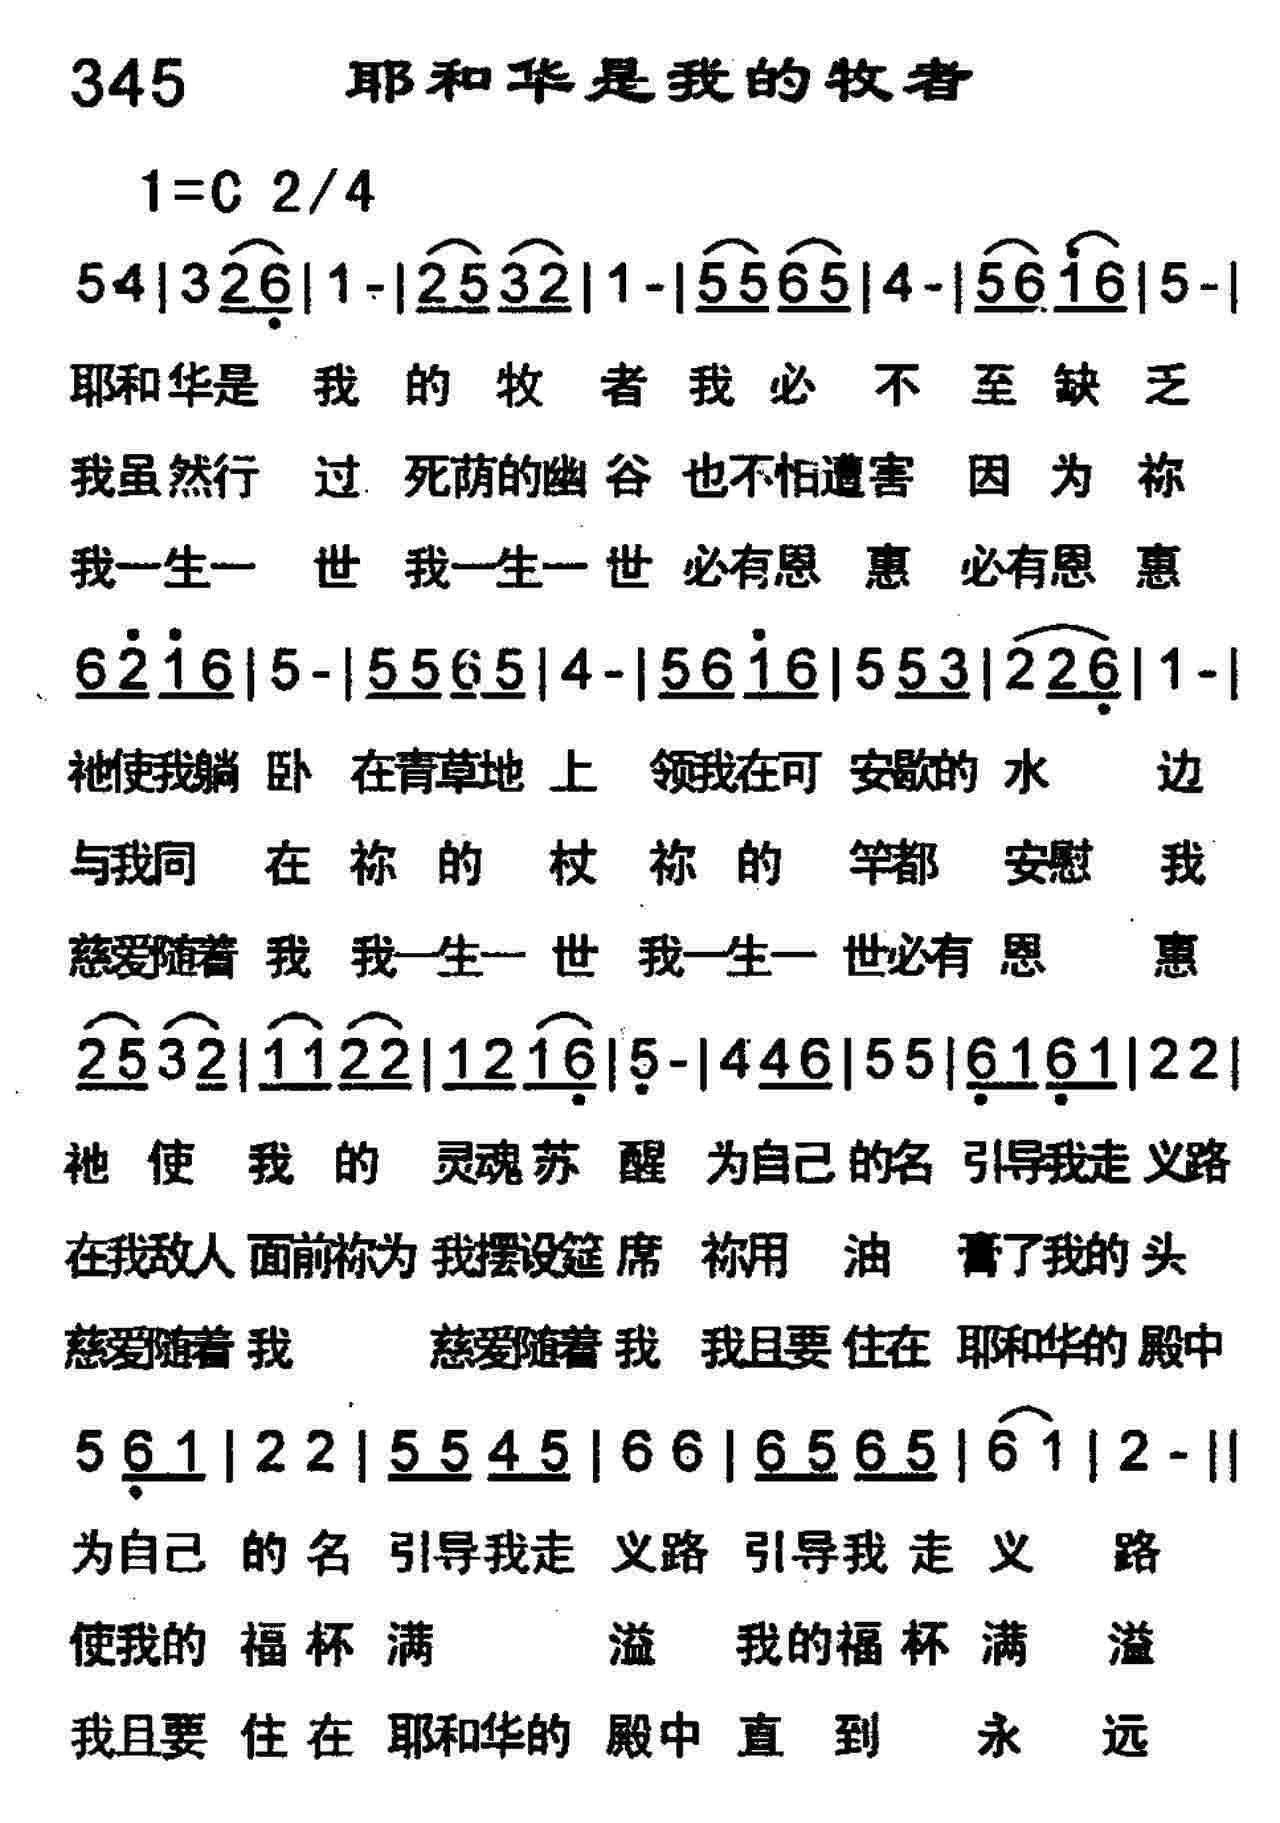 345 耶和华是我的牧者
1=C 2/4
54|326|1-|2532|1-|5565|4-|5616|5-|
耶和华是 我 的 牧 者 我 必 不 至 缺 乏
我虽然行 过 死荫的幽 谷 也不怕遭害 因 为 祢
我一生一 世 我一生一 世 必有恩 惠 必有恩 惠
6216|5-|5565|4-|5616|553|226|1-|
祂使我躺 卧 在青草地 上 领我在可 安歇的 水 边
与我同 在 祢 的 杖 祢 的 竿都 安慰 我
慈爱随着 我 我一生一 世 我一生一 世必有 恩 惠
2532|1122|1216|5-|446|55|6161|22|
祂 使 我 的 灵魂 苏 醒 为自己 的名 引导我走 义路
在我敌人 面前祢为 我摆设筵 席 祢用 油 膏了我的 头
慈爱随着 我 慈爱随着 我 我且要 住在 耶和华的 殿中
561|22|5545|66|6565|61|2-||
为自己 的 名 引导我走 义路 引导我 走 义 路
使我的 福 杯 满 溢 我的福 杯 满 溢
我且要 住 在 耶和华的 殿中 直 到 永 远